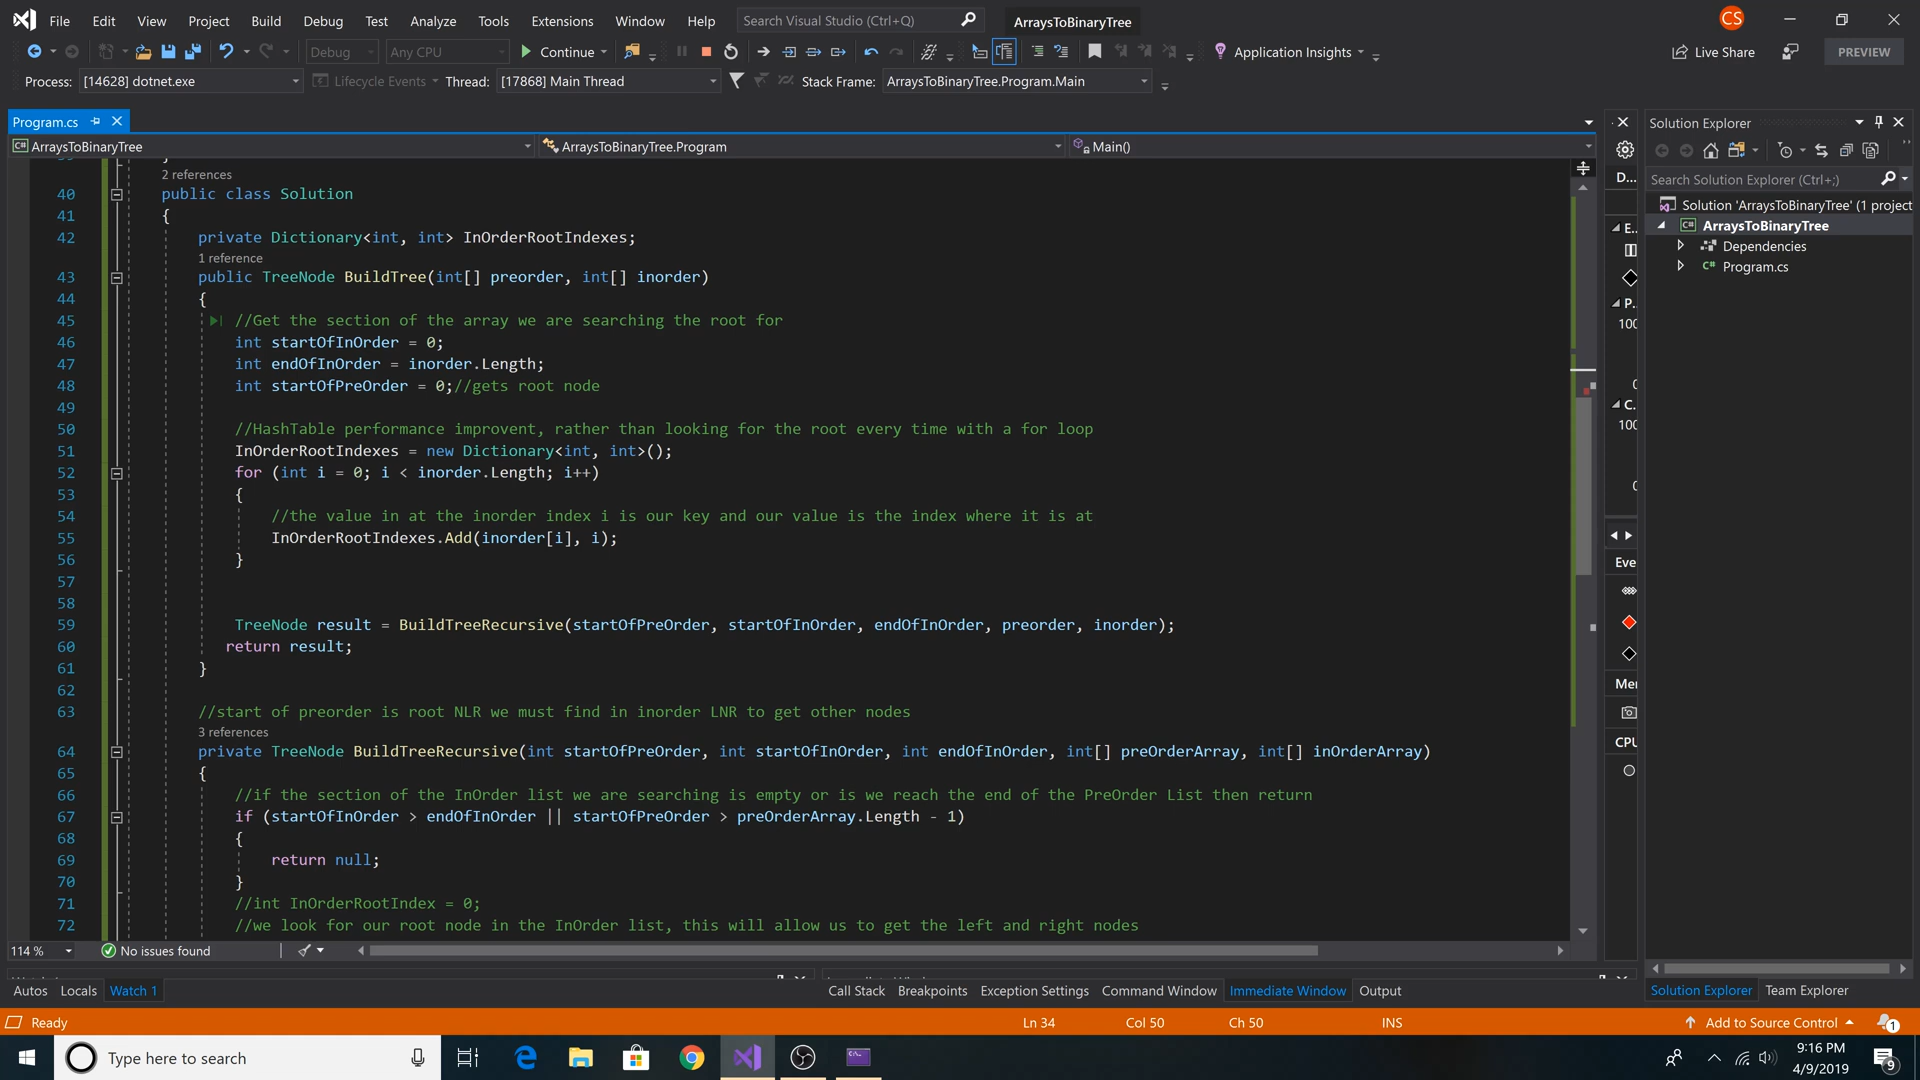 File Edit View Project Build Debug Test Analyze Tools Extensions Window Help Search Visual Studio (Ctrl+Q) ArraysToBinaryTree CS
Debug Any CPU Continue Application Insights Live Share PREVIEW
Process: [14628] dotnet.exe Lifecycle Events Thread: [17868] Main Thread Stack Frame: ArraysToBinaryTree.Program.Main
Program.cs
C# ArraysToBinaryTree ArraysToBinaryTree.Program Main()
2 references
40 public class Solution
41 {
42 private Dictionary<int, int> InOrderRootIndexes;
1 reference
43 public TreeNode BuildTree(int[] preorder, int[] inorder)
44 {
45 //Get the section of the array we are searching the root for
46 int startOfInOrder = 0;
47 int endOfInOrder = inorder.Length;
48 int startOfPreOrder = 0;//gets root node
49
50 //HashTable performance improvent, rather than looking for the root every time with a for loop
51 InOrderRootIndexes = new Dictionary<int, int>();
52 for (int i = 0; i < inorder.Length; i++)
53 {
54 //the value in at the inorder index i is our key and our value is the index where it is at
55 InOrderRootIndexes.Add(inorder[i], i);
56 }
57
58
59 TreeNode result = BuildTreeRecursive(startOfPreOrder, startOfInOrder, endOfInOrder, preorder, inorder);
60 return result;
61 }
62
63 //start of preorder is root NLR we must find in inorder LNR to get other nodes
3 references
64 private TreeNode BuildTreeRecursive(int startOfPreOrder, int startOfInOrder, int endOfInOrder, int[] preOrderArray, int[] inOrderArray)
65 {
66 //if the section of the InOrder list we are searching is empty or is we reach the end of the PreOrder List then return
67 if (startOfInOrder > endOfInOrder || startOfPreOrder > preOrderArray.Length - 1)
68 {
69 return null;
70 }
71 //int InOrderRootIndex = 0;
72 //we look for our root node in the InOrder list, this will allow us to get the left and right nodes
114 % No issues found
D...
E...
P...
100
0
C...
100
0
Eve
Mer
CPU
Solution Explorer
Search Solution Explorer (Ctrl+;)
Solution 'ArraysToBinaryTree' (1 project
C# ArraysToBinaryTree
Dependencies
C# Program.cs
Autos Locals Watch 1 Call Stack Breakpoints Exception Settings Command Window Immediate Window Output Solution Explorer Team Explorer
Ready Ln 34 Col 50 Ch 50 INS Add to Source Control 1
Type here to search 9:16 PM
4/9/2019 9